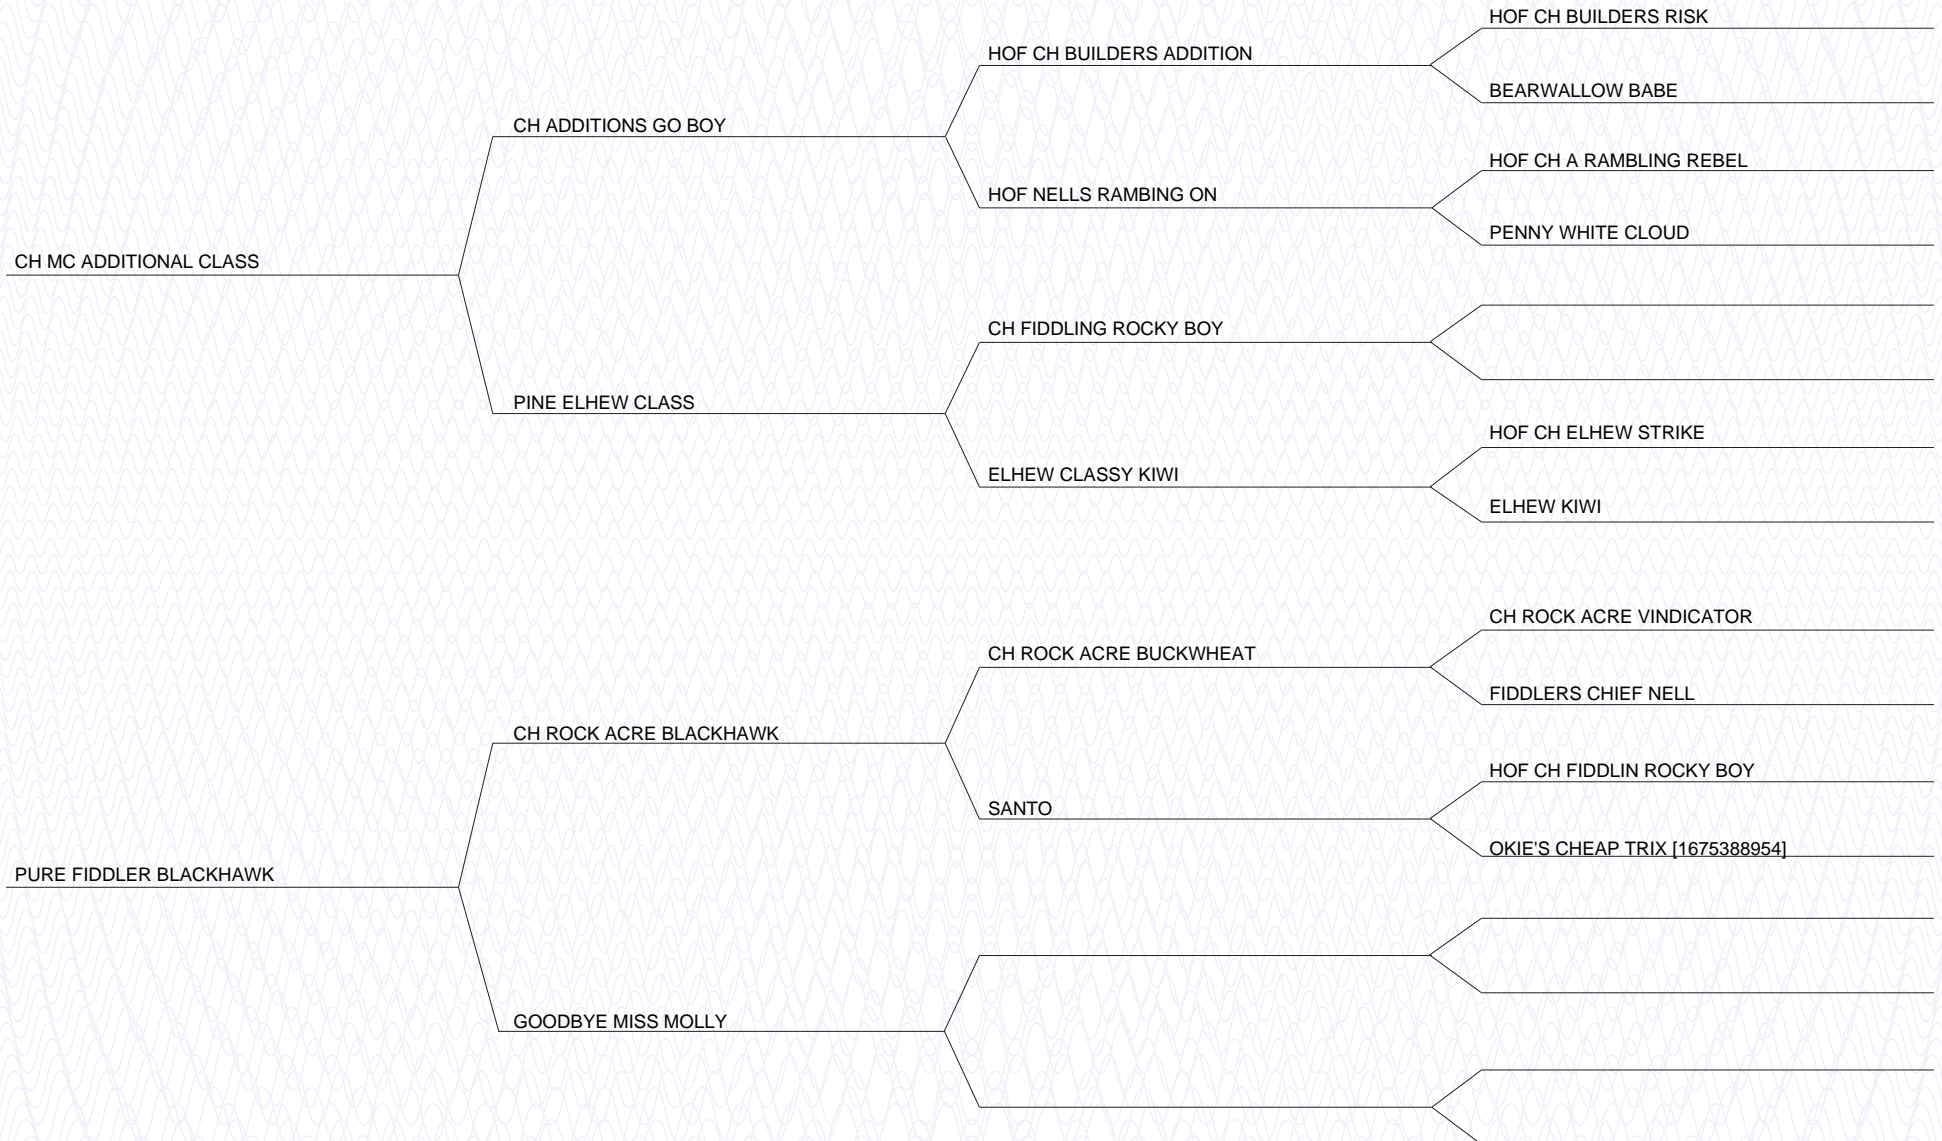 HOF CH BUILDERS RISK
HOF CH BUILDERS ADDITION
BEARWALLOW BABE
CH ADDITIONS GO BOY
HOF CH A RAMBLING REBEL
HOF NELLS RAMBING ON
PENNY WHITE CLOUD
CH MC ADDITIONAL CLASS
CH FIDDLING ROCKY BOY
PINE ELHEW CLASS
HOF CH ELHEW STRIKE
ELHEW CLASSY KIWI
ELHEW KIWI
CH ROCK ACRE VINDICATOR
CH ROCK ACRE BUCKWHEAT
FIDDLERS CHIEF NELL
CH ROCK ACRE BLACKHAWK
HOF CH FIDDLIN ROCKY BOY
SANTO
OKIE'S CHEAP TRIX [1675388954]
PURE FIDDLER BLACKHAWK
GOODBYE MISS MOLLY